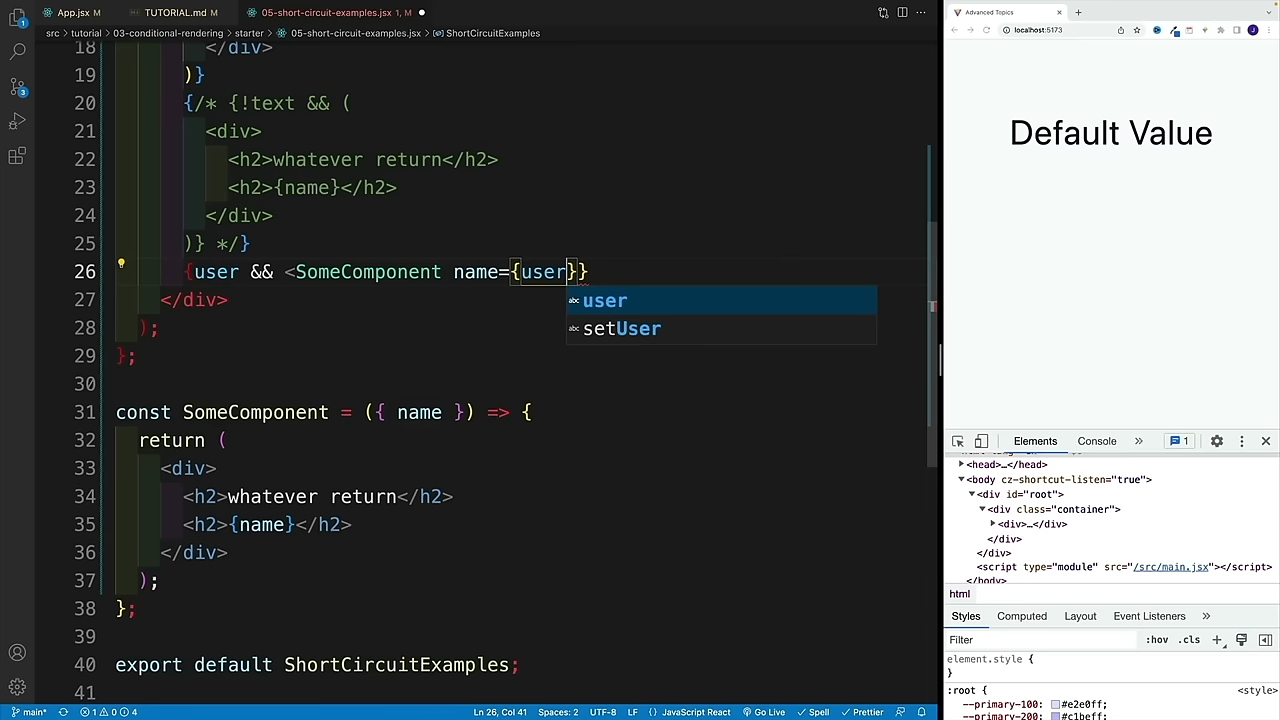 App.jsx M
TUTORIAL.md M
05-short-circuit-examples.jsx 1, M
src > tutorial > 03-conditional-rendering > starter > 05-short-circuit-examples.jsx > ShortCircuitExamples
18 </div>
19 )}
20 {/* {!text && (
21 <div>
22 <h2>whatever return</h2>
23 <h2>{name}</h2>
24 </div>
25 )} */}
26 {user && <SomeComponent name={user}}
user
setUser
27 </div>
28 );
29 };
30
31 const SomeComponent = ({ name }) => {
32 return (
33 <div>
34 <h2>whatever return</h2>
35 <h2>{name}</h2>
36 </div>
37 );
38 };
39
40 export default ShortCircuitExamples;
41
1
3
main*
1 0 4
Ln 26, Col 41
Spaces: 2
UTF-8
LF
JavaScript React
Go Live
Spell
Prettier
Advanced Topics
localhost:5173
J
Default Value
Elements
Console
1
<head>…</head>
<body cz-shortcut-listen="true">
<div id="root">
<div class="container">
<div>…</div>
</div>
</div>
<script type="module" src="/src/main.jsx"></script>
</body>
html
Styles
Computed
Layout
Event Listeners
Filter
:hov .cls
element.style {
}
:root { <style>
--primary-100: #e2e0ff;
--primary-200: #c1beff;